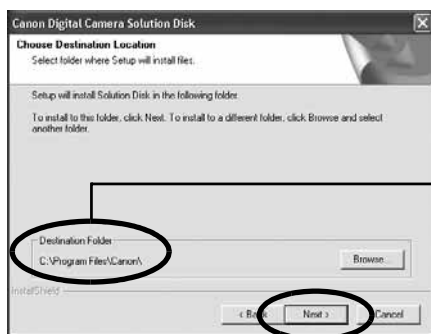 Canon Digital Camera Solution Disk
Choose Destination Location
Select folder where Setup will install files.
Setup will install Solution Disk in the following folder.
To install to this folder, click Next. To install to a different folder, click Browse and select
another folder.
Destination Folder
C:\Program Files\Canon\
Browse...
InstallShield
< Back
Next >
Cancel